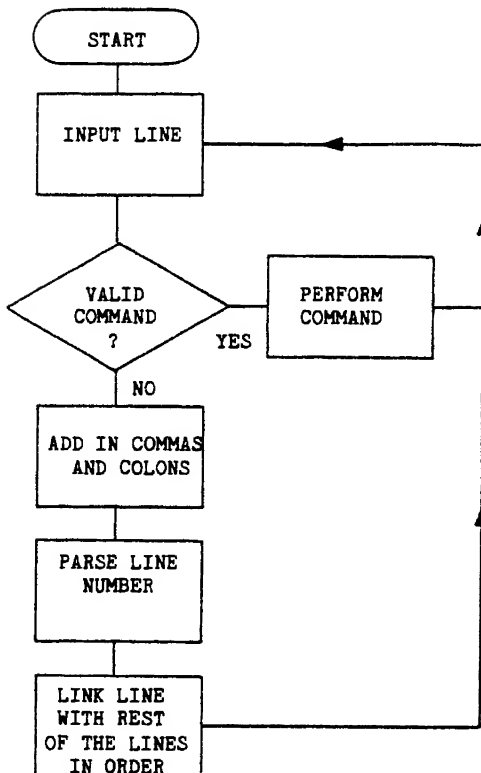 START
INPUT LINE
VALID
COMMAND
?
YES
PERFORM
COMMAND
NO
ADD IN COMMAS
AND COLONS
PARSE LINE
NUMBER
LINK LINE
WITH REST
OF THE LINES
IN ORDER